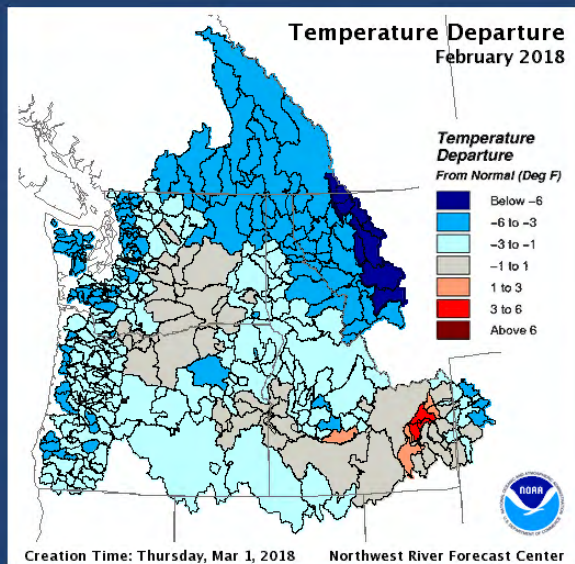 Temperature Departure
February 2018
Temperature
Departure
From Normal (Deg F)
Below -6
-6 to -3
-3 to -1
-1 to 1
1 to 3
3 to 6
Above 6
NOAA
Creation Time: Thursday, Mar 1, 2018 Northwest River Forecast Center